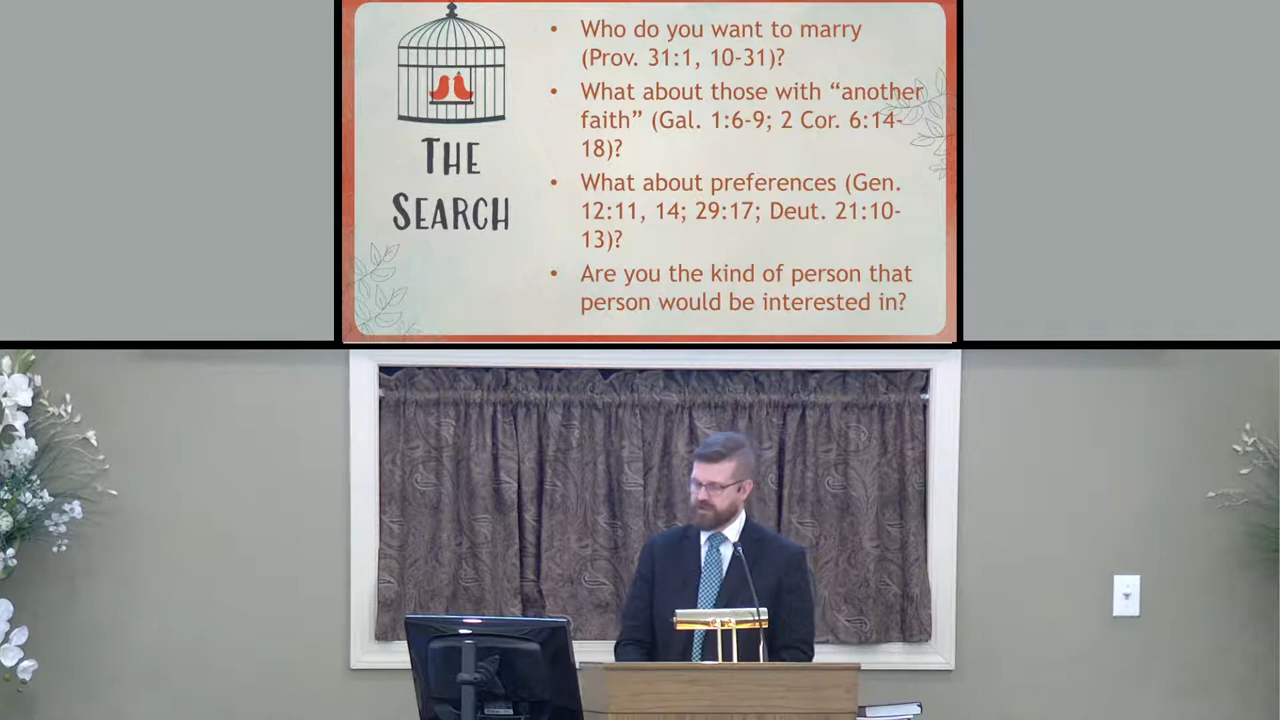 THE
SEARCH
• Who do you want to marry
(Prov. 31:1, 10-31)?
• What about those with “another
faith” (Gal. 1:6-9; 2 Cor. 6:14-
18)?
• What about preferences (Gen.
12:11, 14; 29:17; Deut. 21:10-
13)?
• Are you the kind of person that
person would be interested in?